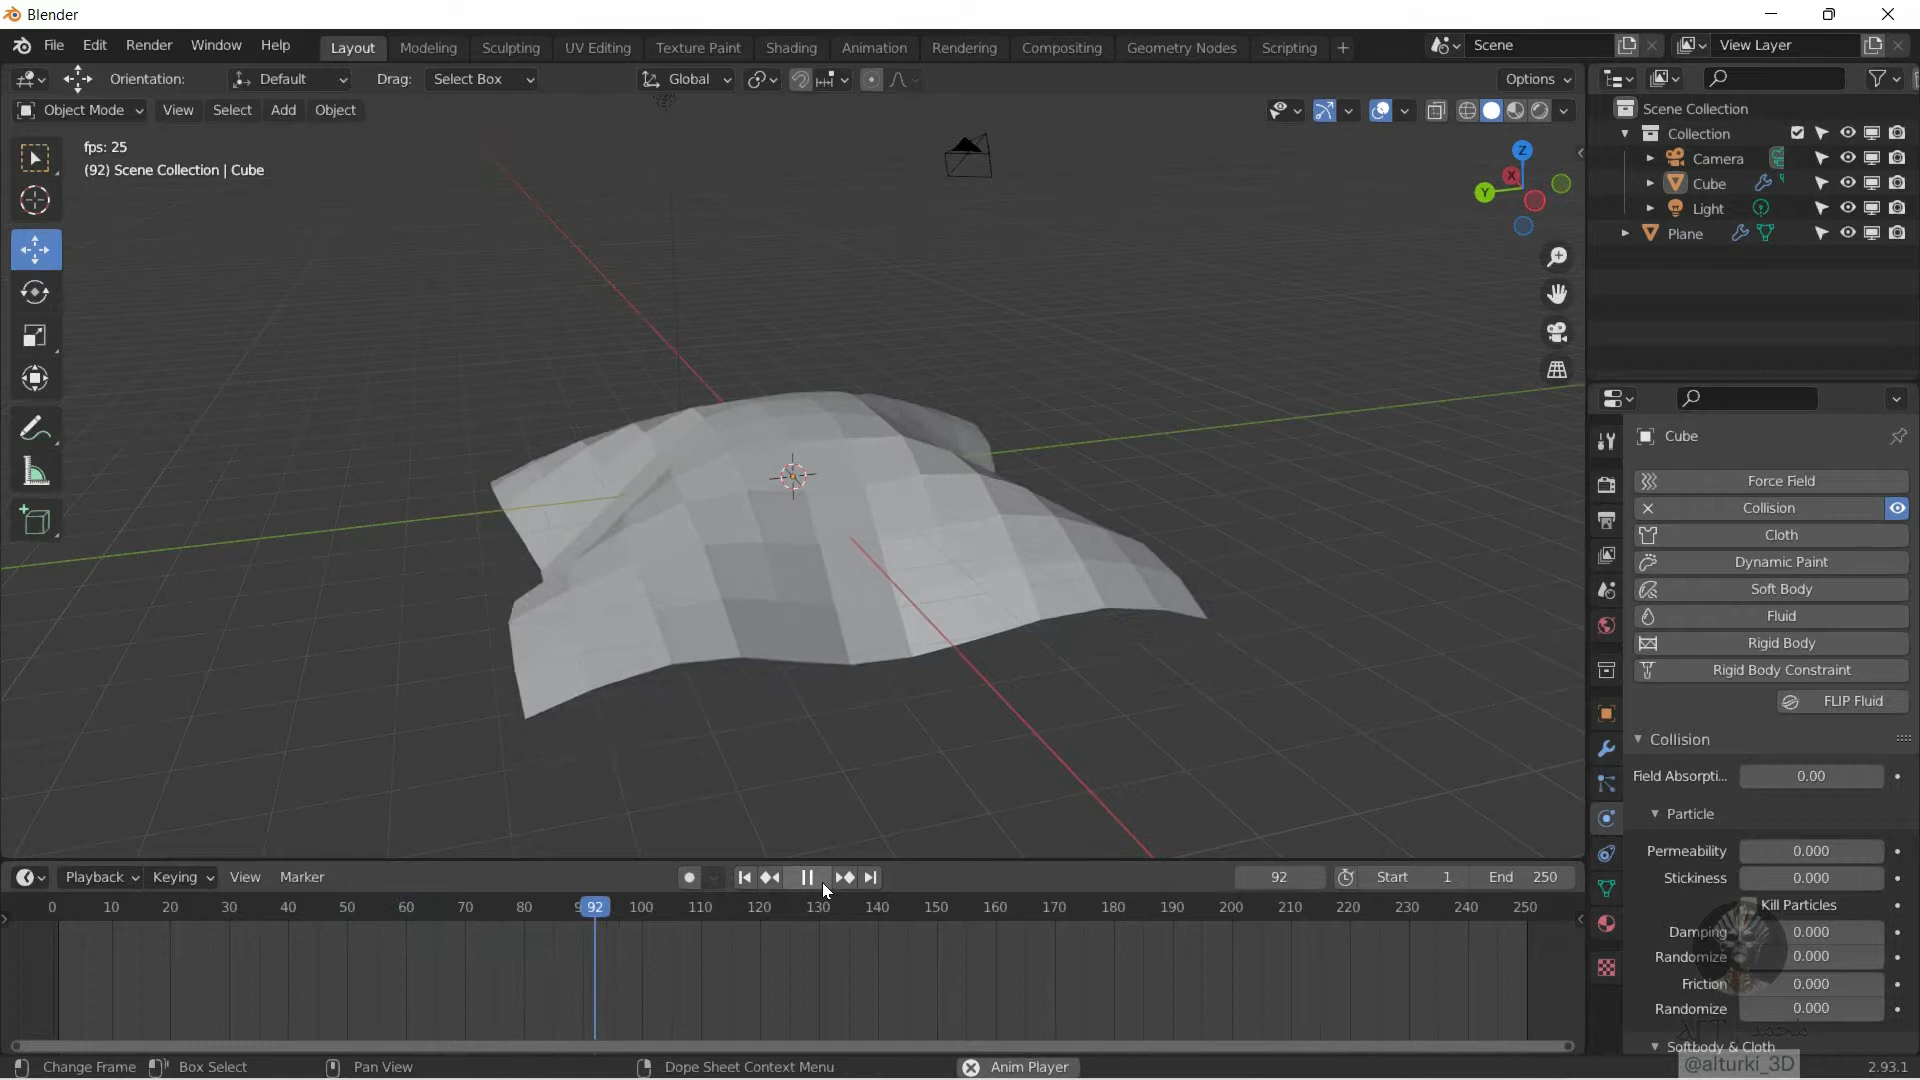 Blender
File Edit Render Window Help Layout Modeling Sculpting UV Editing Texture Paint Shading Animation Rendering Compositing Geometry Nodes Scripting Scene View Layer
Orientation: Default Drag: Select Box Global Options
Object Mode View Select Add Object
fps: 25
(92) Scene Collection | Cube
Z
X
Y
Scene Collection
Collection
Camera
Cube
Light
Plane
Cube
Force Field
Collision
Cloth
Dynamic Paint
Soft Body
Fluid
Rigid Body
Rigid Body Constraint
FLIP Fluid
Collision
Field Absorpti... 0.00
Particle
Permeability 0.000
Stickiness 0.000
Kill Particles
Damping 0.000
Randomize 0.000
Friction 0.000
Randomize 0.000
Softbody & Cloth
Playback Keying View Marker 92 Start 1 End 250
0 10 20 30 40 50 60 70 80 92 100 110 120 130 140 150 160 170 180 190 200 210 220 230 240 250
Change Frame Box Select Pan View Dope Sheet Context Menu Anim Player @alturki_3D 2.93.1